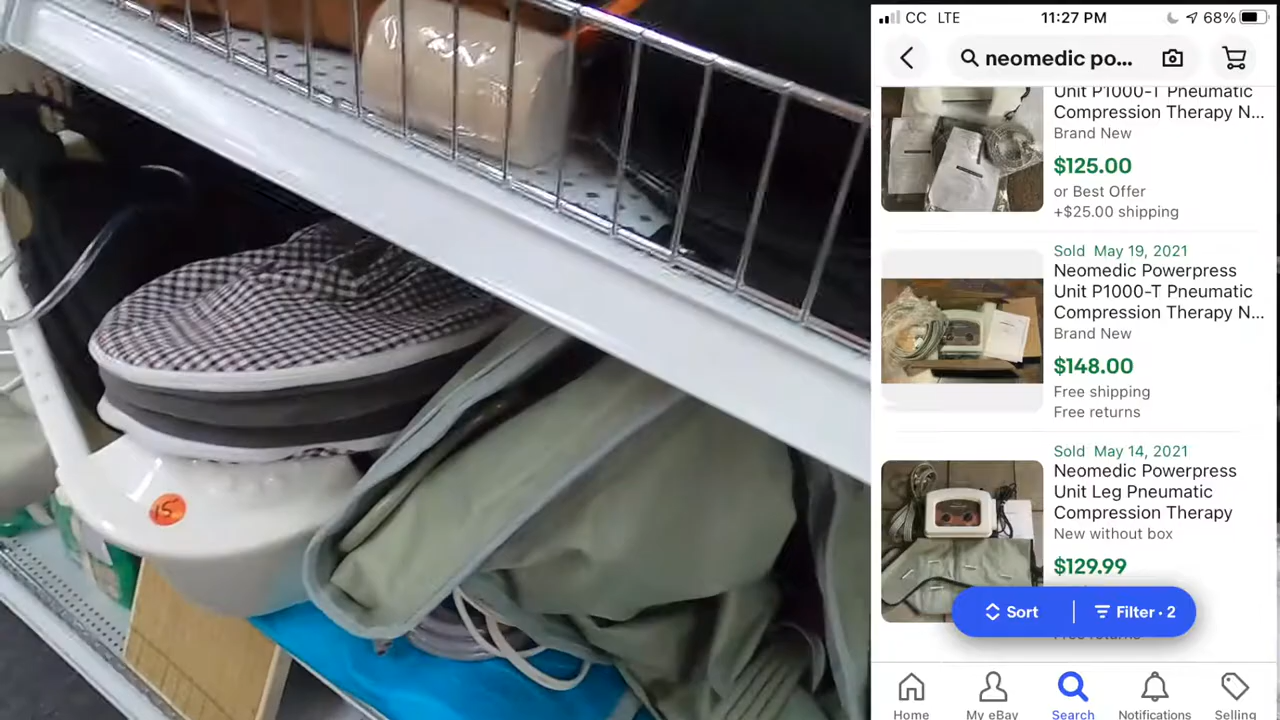 CC LTE 11:27 PM 68%
neomedic po...
Unit P1000-T Pneumatic
Compression Therapy N...
Brand New
$125.00
or Best Offer
+$25.00 shipping
Sold May 19, 2021
Neomedic Powerpress
Unit P1000-T Pneumatic
Compression Therapy N...
Brand New
$148.00
Free shipping
Free returns
Sold May 14, 2021
Neomedic Powerpress
Unit Leg Pneumatic
Compression Therapy
New without box
$129.99
Free returns
Sort Filter · 2
Home My eBay Search Notifications Selling
15